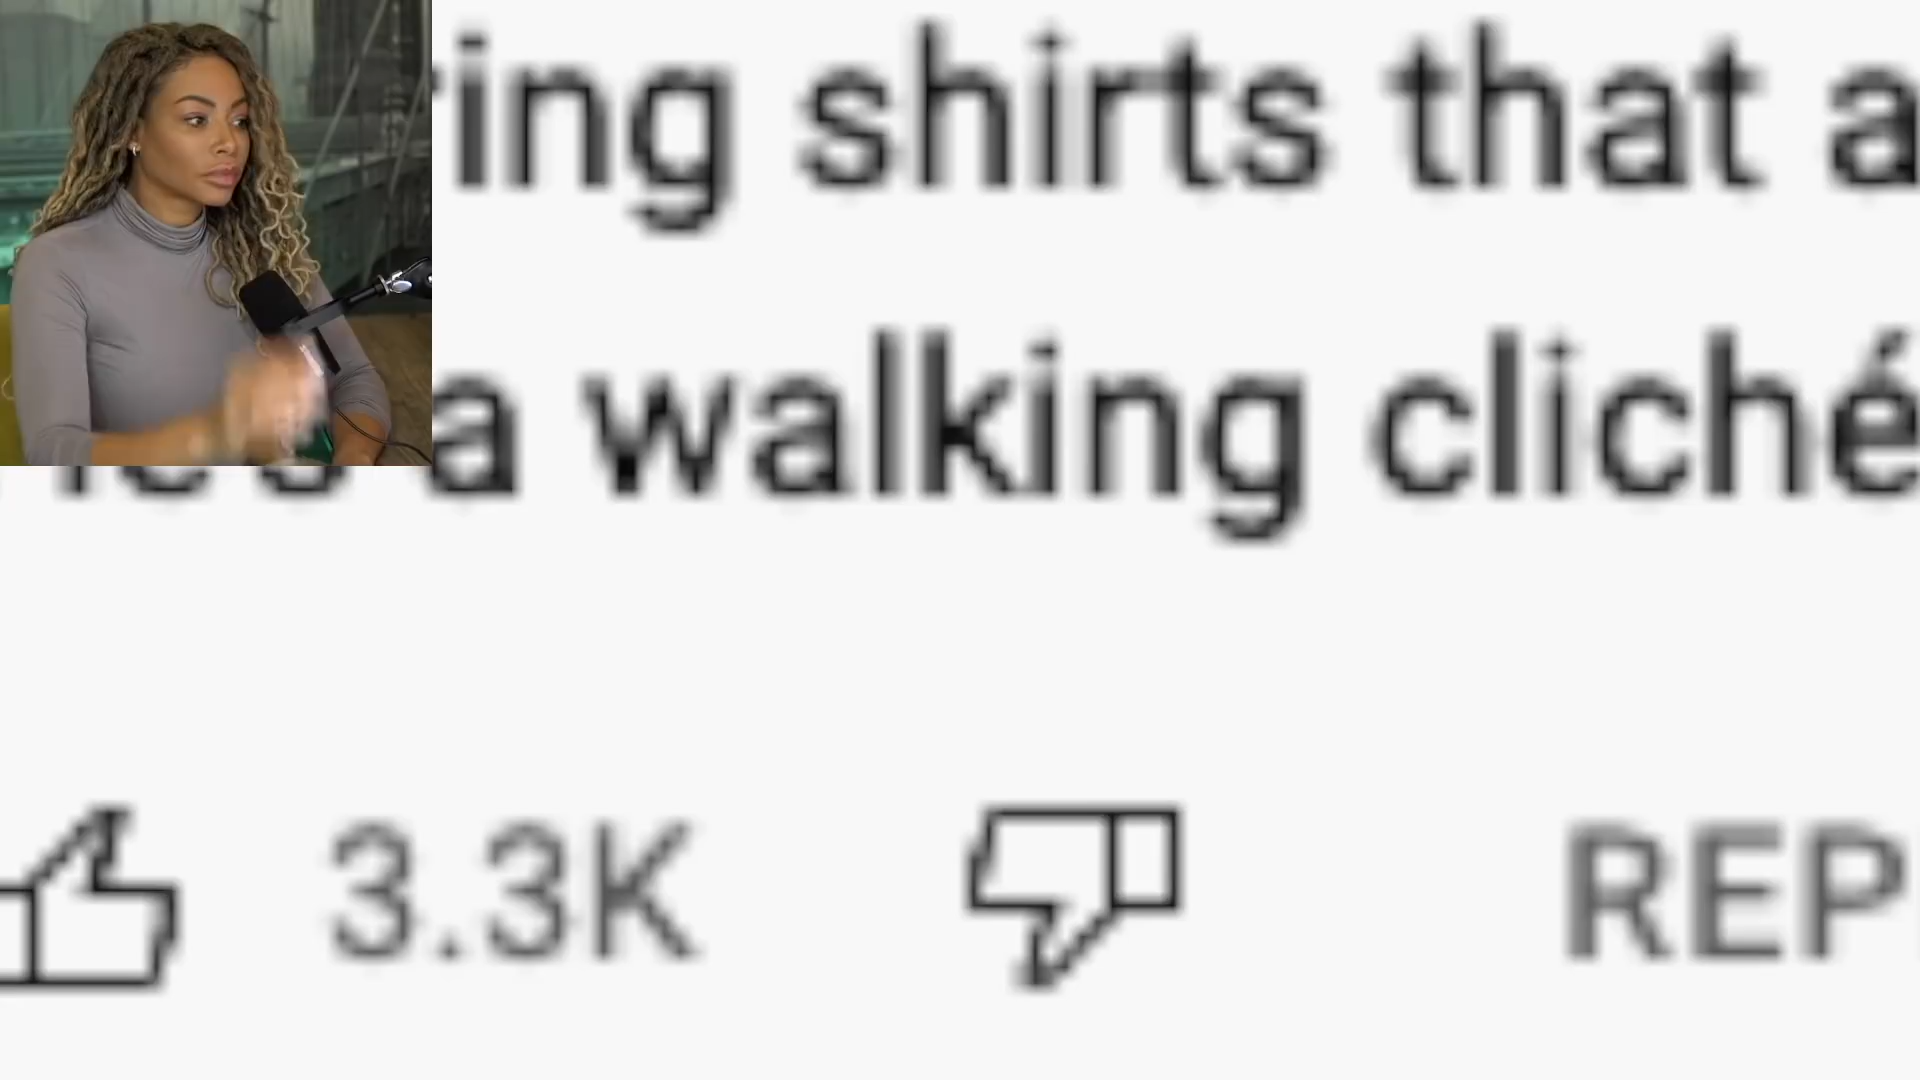 ring shirts that a
a walking cliché
3.3K REP